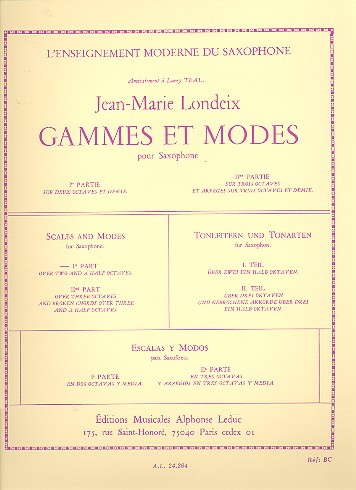 L'ENSEIGNEMENT MODERNE DU SAXOPHONE
Amicalement à Larry TEAL.
Jean-Marie Londeix
GAMMES ET MODES
pour Saxophone
Ire PARTIE
SUR DEUX OCTAVES ET DEMIE.
IIme PARTIE
SUR TROIS OCTAVES
ET ARPEGES SUR TROIS OCTAVES ET DEMIE.
SCALES AND MODES
for Saxophone.
Ist PART
OVER TWO AND A HALF OCTAVES.
IInd PART
OVER THREE OCTAVES
AND BROKEN CHORDS OVER THREE
AND A HALF OCTAVES.
TONLEITERN UND TONARTEN
für Saxophon.
I. TEIL
ÜBER ZWEI EIN HALB OKTAVEN.
II. TEIL
ÜBER DREI OKTAVEN
UND GEBROCHENE AKKORDE ÜBER DREI
EIN HALB OKTAVEN.
ESCALAS Y MODOS
para Saxofono.
Ia PARTE
EN DOS OCTAVAS Y MEDIA.
IIa PARTE
EN TRES OCTAVAS
Y ARPEGIOS EN TRES OCTAVAS Y MEDIA.
Éditions Musicales Alphonse Leduc
175, rue Saint-Honoré, 75040 Paris cedex 01
Réf: BC
A.L. 24.264